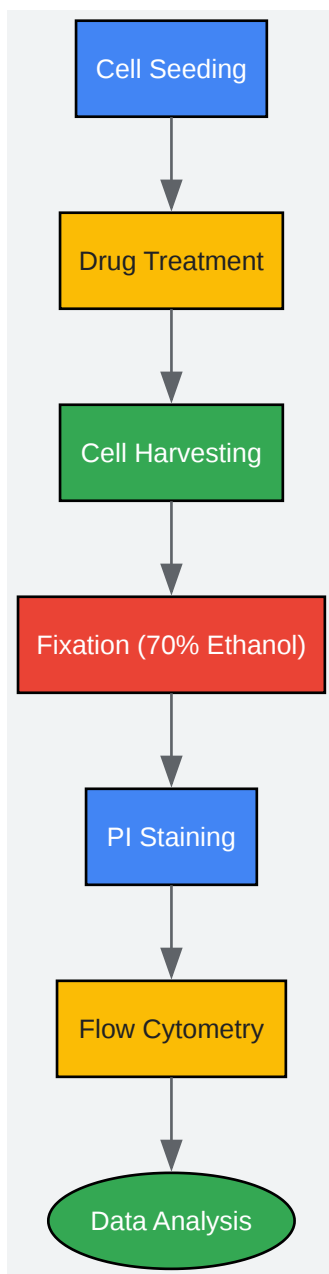 Cell Seeding
Drug Treatment
Cell Harvesting
Fixation (70% Ethanol)
PI Staining
Flow Cytometry
Data Analysis